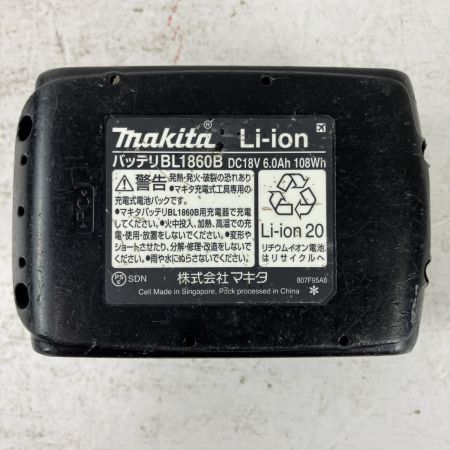 makita® Li-ion
バッテリBL1860B DC18V 6.0Ah 108Wh
警告 発熱・発火・破裂の恐れあり
●マキタ充電式工具専用の
充電式電池パックです。
●マキタバッテリBL1860B用充電器で充電
してください。●火中投入、加熱、高温での充
電・使用・放置をしないでください。●変形や
ショートさせたり、分解・修理・改造をしないで
ください。●雨や水にぬらさないでください。
Li-ion 20
リチウムイオン電池
はリサイクルへ
PS E SDN
株式会社マキタ
807F95A8
Cell Made in Singapore, Pack processed in China
>PC<